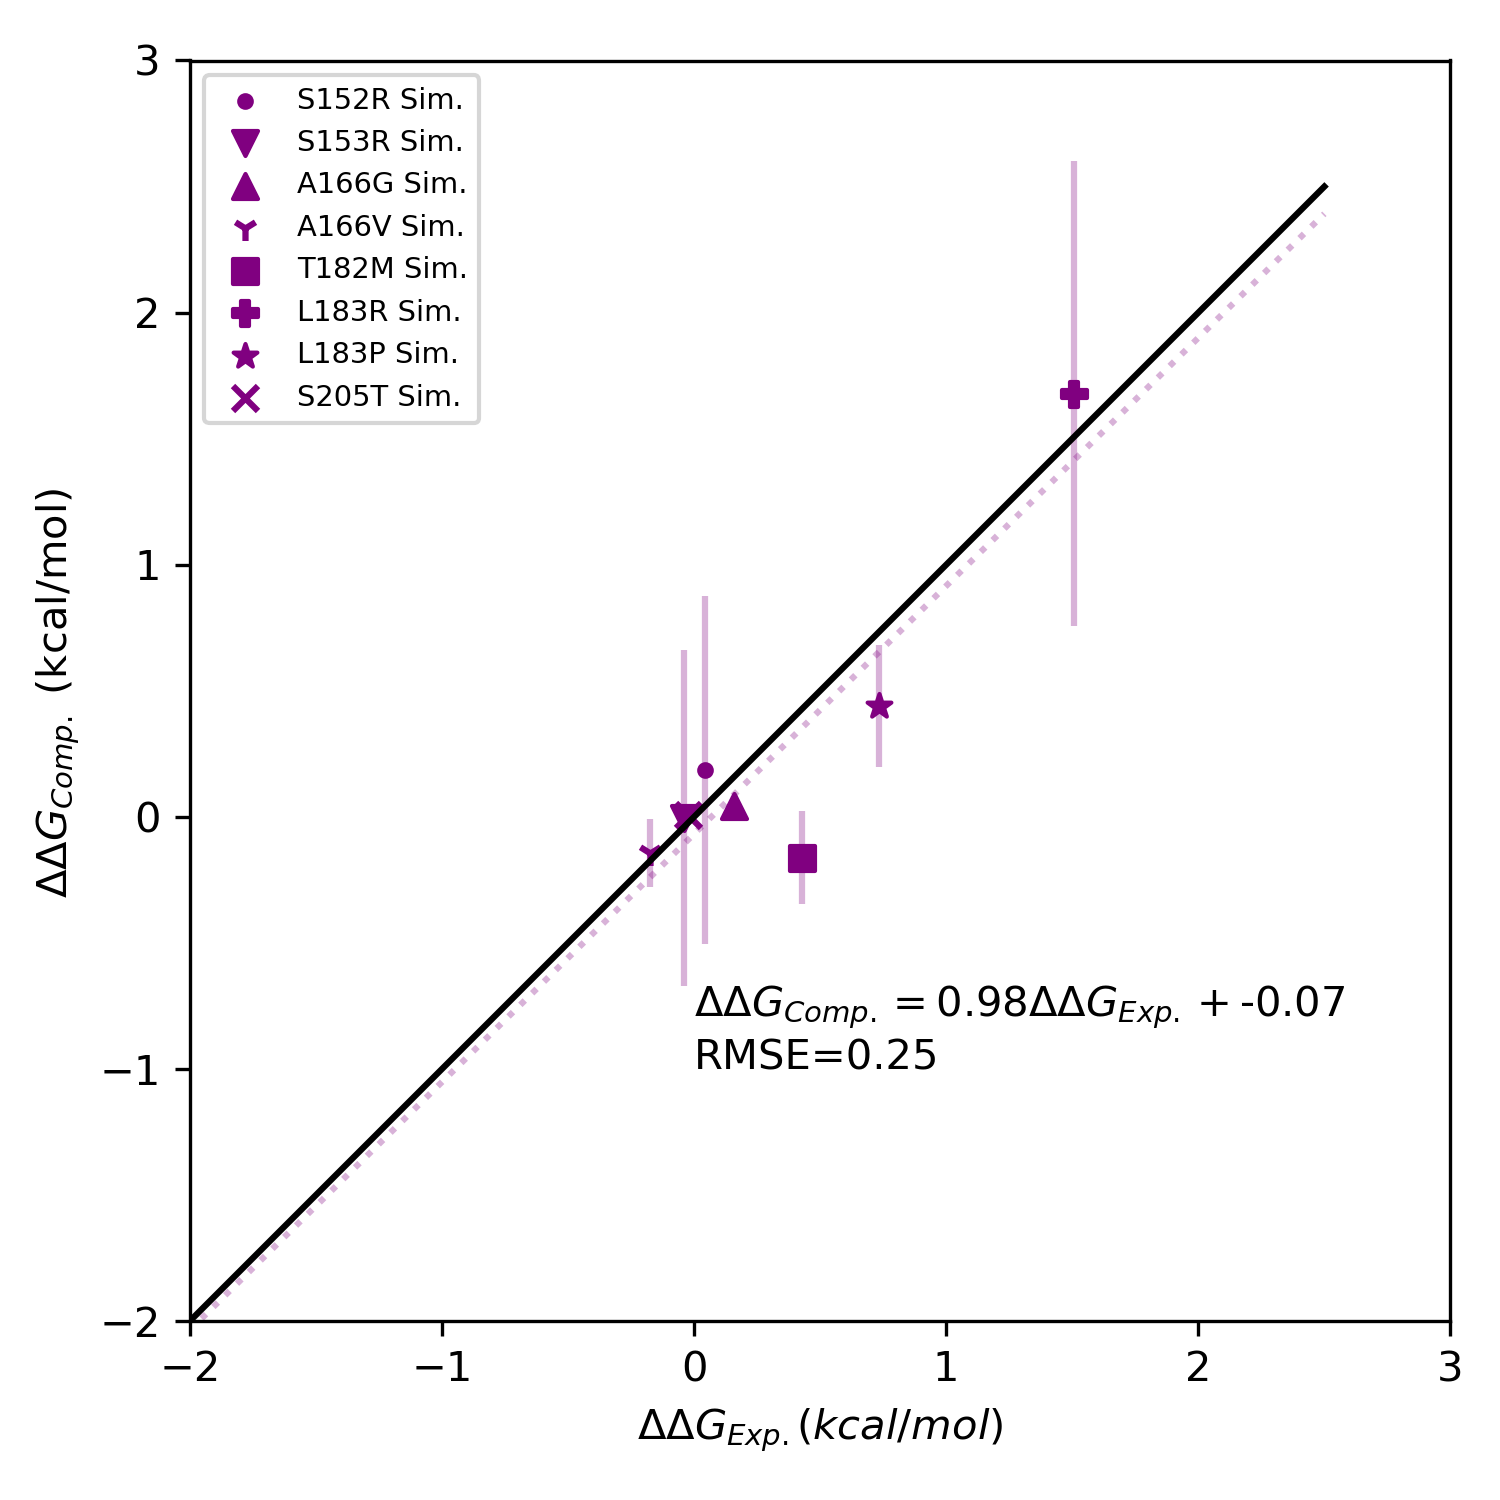 3
2
1
0
−1
−2
ΔΔG_Comp. (kcal/mol)
S152R Sim.
S153R Sim.
A166G Sim.
A166V Sim.
T182M Sim.
L183R Sim.
L183P Sim.
S205T Sim.
ΔΔG_Comp. = 0.98ΔΔG_Exp. + -0.07
RMSE=0.25
−2 −1 0 1 2 3
ΔΔG_Exp. (kcal/mol)